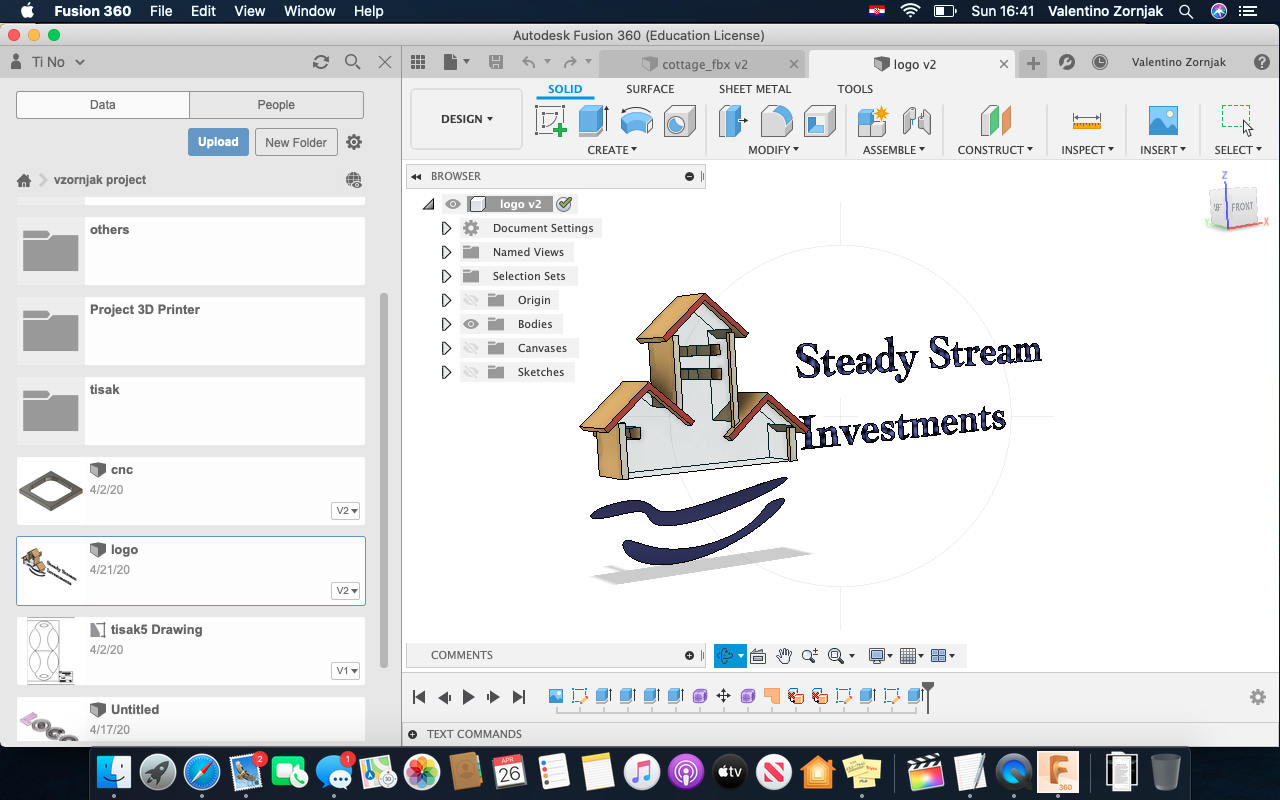 Fusion 360 File Edit View Window Help Sun 16:41 Valentino Zornjak
Autodesk Fusion 360 (Education License)
Ti No
cottage_fbx v2
logo v2
Valentino Zornjak
Data People
Upload New Folder
vzornjak project
others
Project 3D Printer
tisak
cnc
4/2/20
V2
logo
4/21/20
V2
tisak5 Drawing
4/2/20
V1
Untitled
4/17/20
DESIGN
SOLID SURFACE SHEET METAL TOOLS
CREATE MODIFY ASSEMBLE CONSTRUCT INSPECT INSERT SELECT
BROWSER
logo v2
Document Settings
Named Views
Selection Sets
Origin
Bodies
Canvases
Sketches
Z
FRONT
X
Steady Stream
Investments
COMMENTS
TEXT COMMANDS
2
1
APR
26
tv
360